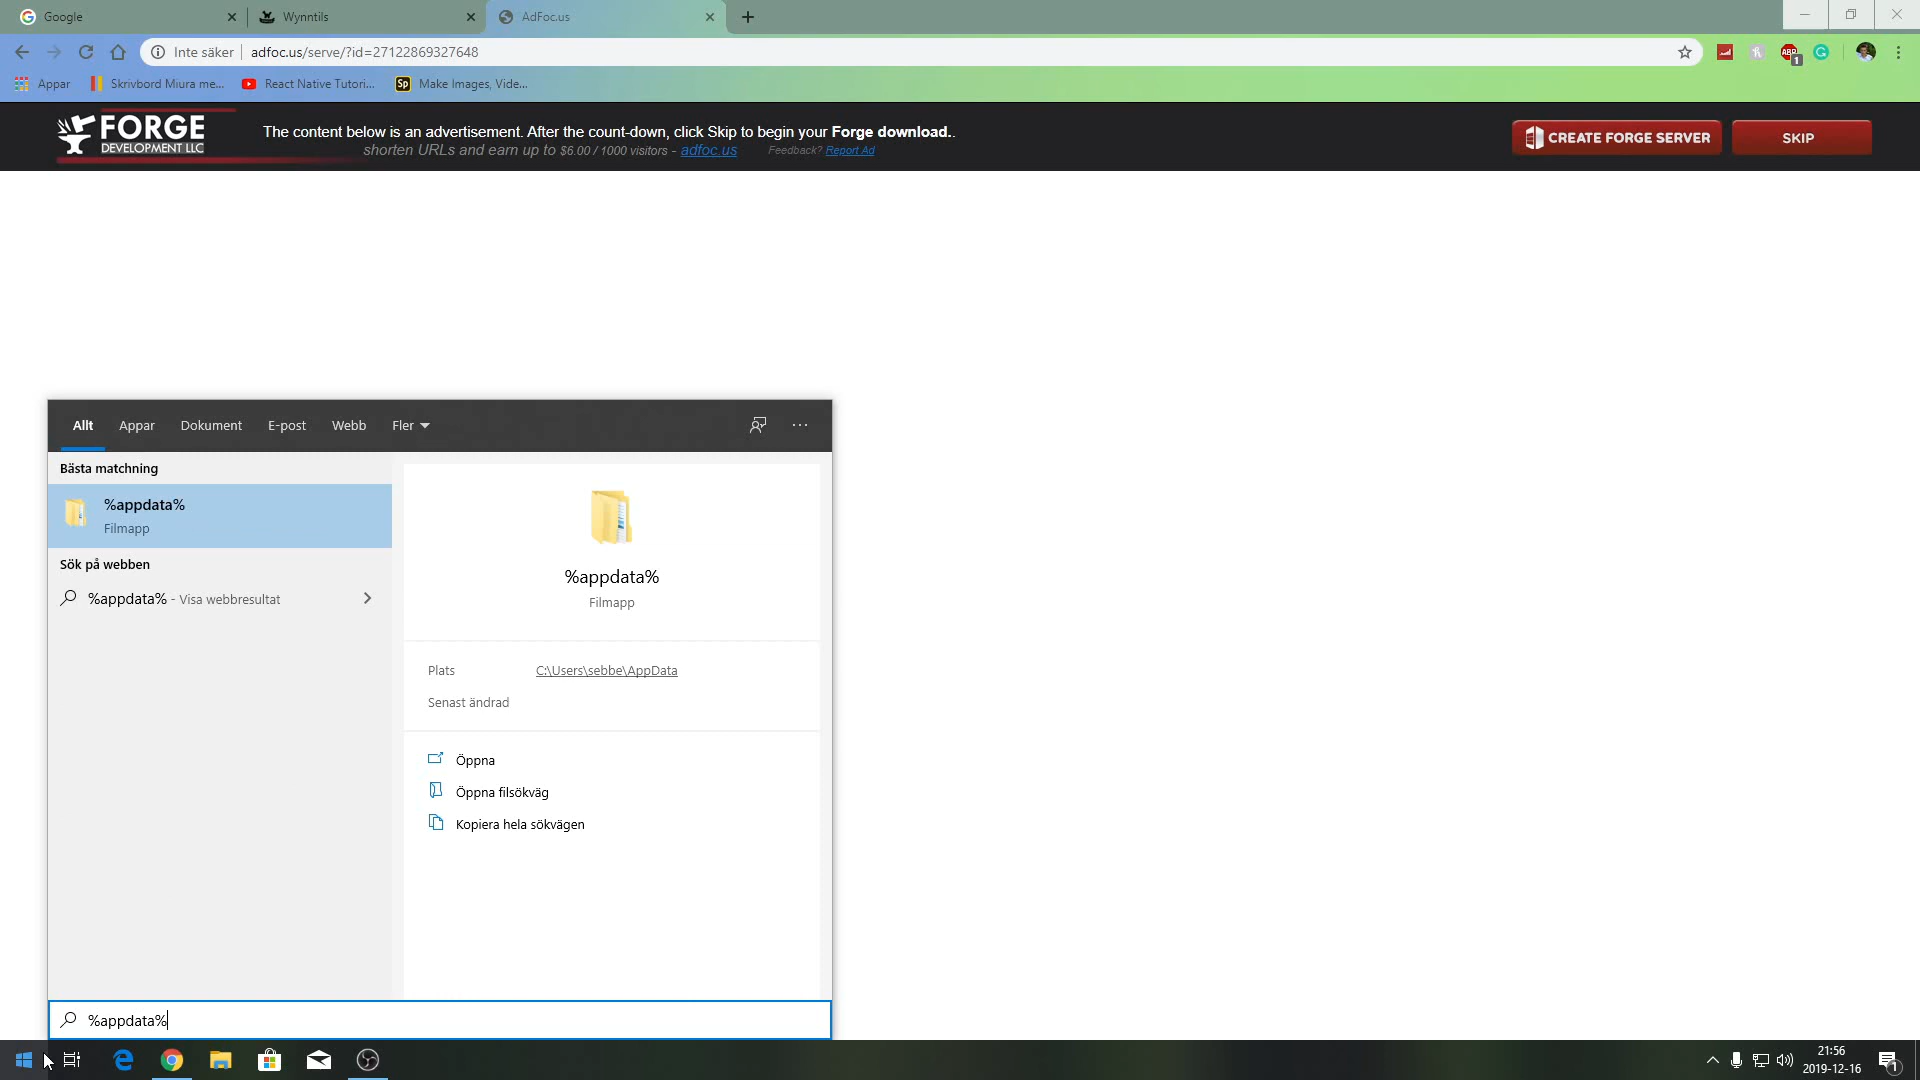 Google
Wynntils
AdFoc.us
Inte säker
adfoc.us/serve/?id=27122869327648
ABP
1
Appar
Skrivbord Miura me...
React Native Tutori...
Sp
Make Images, Vide...
FORGE
DEVELOPMENT LLC
The content below is an advertisement. After the count-down, click Skip to begin your Forge download..
shorten URLs and earn up to $6.00 / 1000 visitors - adfoc.us
Feedback? Report Ad
CREATE FORGE SERVER
SKIP
Allt
Appar
Dokument
E-post
Webb
Fler
Bästa matchning
%appdata%
Filmapp
Sök på webben
%appdata% - Visa webbresultat
%appdata%
Filmapp
Plats
C:\Users\sebbe\AppData
Senast ändrad
Öppna
Öppna filsökväg
Kopiera hela sökvägen
%appdata%
21:56
2019-12-16
1